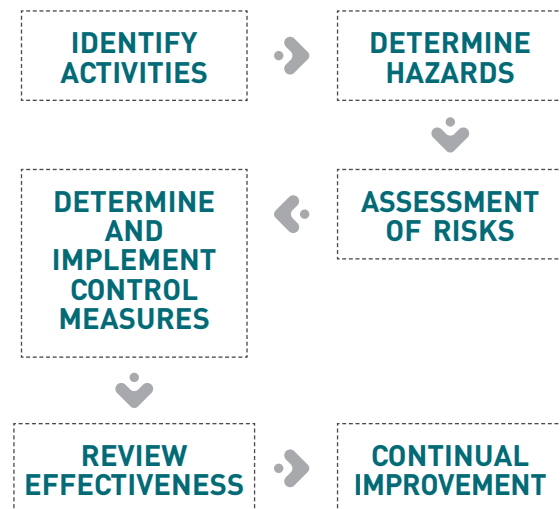 IDENTIFY
ACTIVITIES
DETERMINE
HAZARDS
ASSESSMENT
OF RISKS
DETERMINE
AND
IMPLEMENT
CONTROL
MEASURES
REVIEW
EFFECTIVENESS
CONTINUAL
IMPROVEMENT